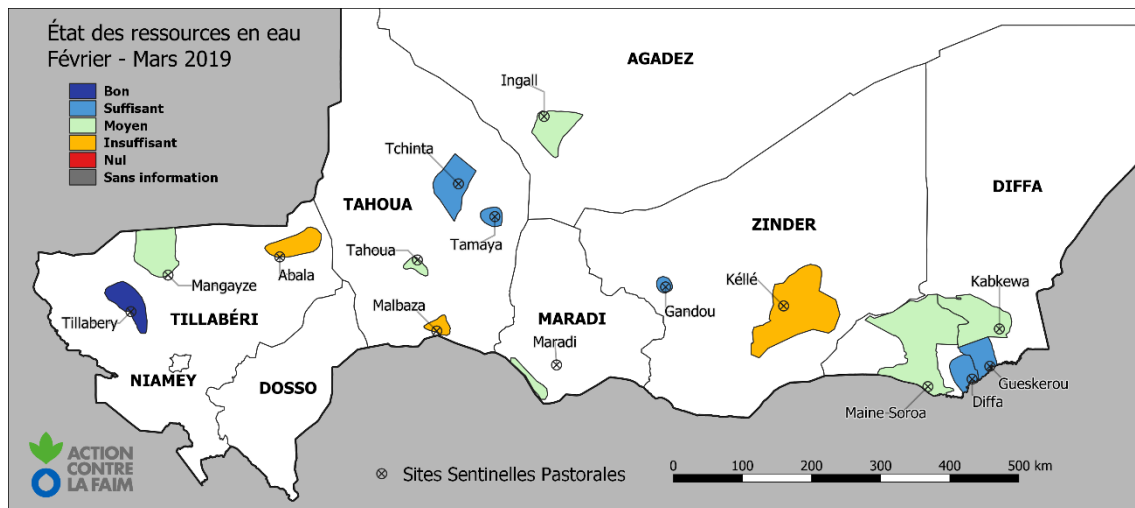 État des ressources en eau
Février - Mars 2019
Bon
Suffisant
Moyen
Insuffisant
Nul
Sans information
AGADEZ
Ingall
Tchinta
DIFFA
TAHOUA
ZINDER
Tamaya
Tahoua
Abala
Mangayze
Kéllé
Kabkewa
Gandou
Malbaza
Tillabery
TILLABÉRI
MARADI
Maradi
Gueskerou
NIAMEY
DOSSO
Diffa
Maine-Soroa
ACTION
CONTRE
LA FAIM
Sites Sentinelles Pastorales
0 100 200 300 400 500 km